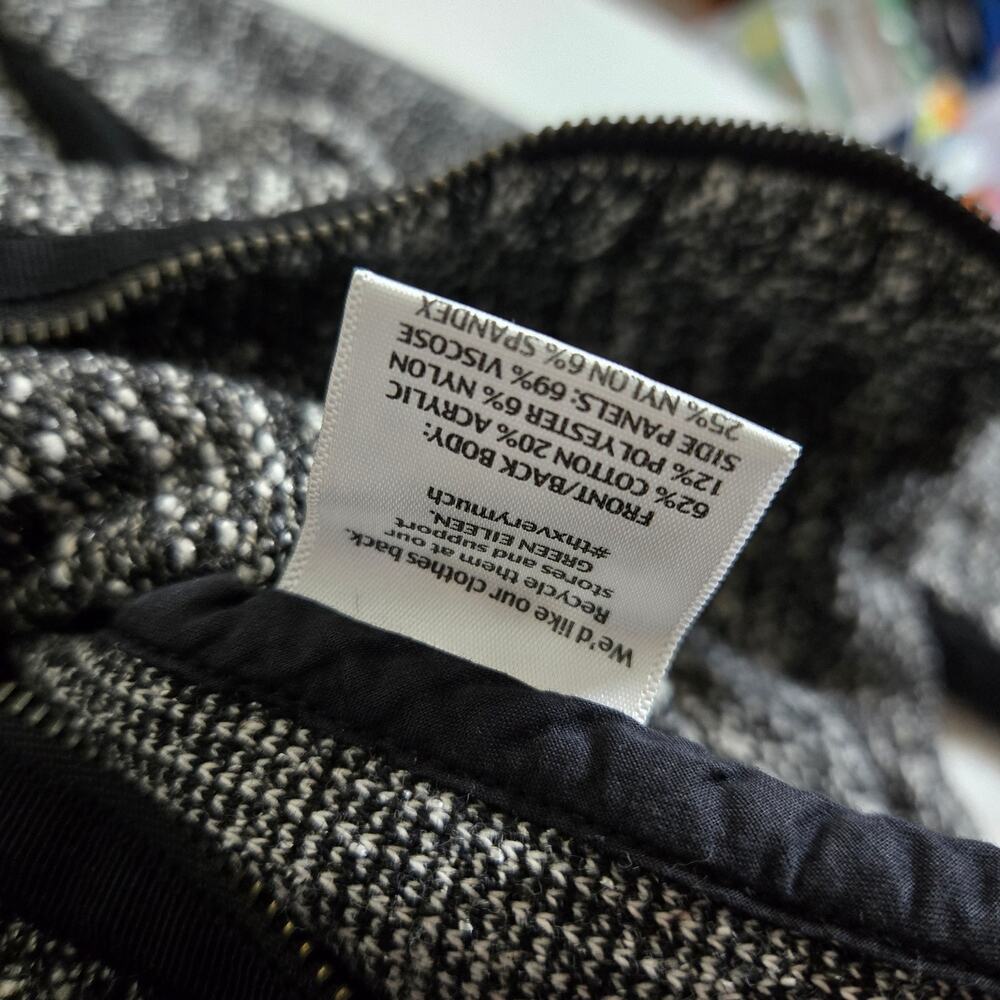 We'd like our clothes back.
Recycle them at our
stores and support
GREEN EILEEN.
#thxverymuch
FRONT/BACK BODY:
62% COTTON 20% ACRYLIC
12% POLYESTER 6% NYLON
SIDE PANELS: 69% VISCOSE
25% NYLON 6% SPANDEX